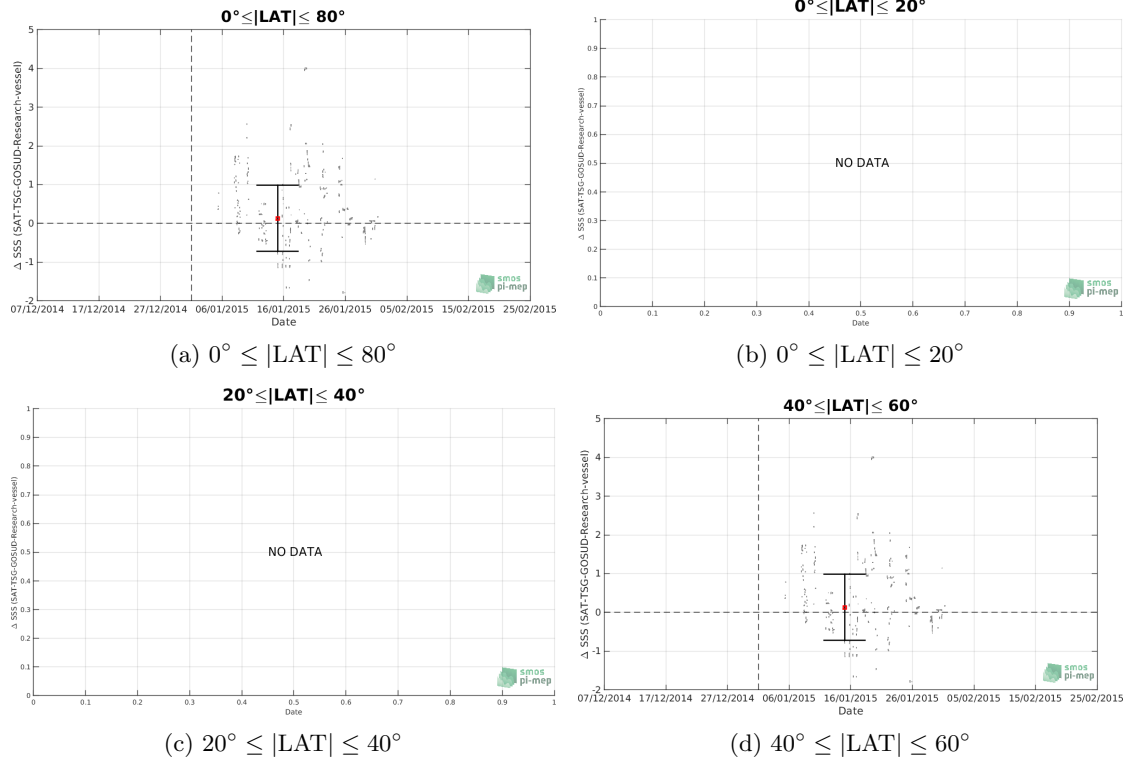 0°≤|LAT|≤ 80°
5
4
3
2
1
0
-1
-2
Δ SSS (SAT-TSG-GOSUD-Research-vessel)
07/12/2014 17/12/2014 27/12/2014 06/01/2015 16/01/2015 26/01/2015 05/02/2015 15/02/2015 25/02/2015
Date
smos
pi-mep
(a) 0° ≤ |LAT| ≤ 80°
0°≤|LAT|≤ 20°
1
0.9
0.8
0.7
0.6
0.5
0.4
0.3
0.2
0.1
0
Δ SSS (SAT-TSG-GOSUD-Research-vessel)
NO DATA
0 0.1 0.2 0.3 0.4 0.5 0.6 0.7 0.8 0.9 1
Date
smos
pi-mep
(b) 0° ≤ |LAT| ≤ 20°
20°≤|LAT|≤ 40°
1
0.9
0.8
0.7
0.6
0.5
0.4
0.3
0.2
0.1
0
Δ SSS (SAT-TSG-GOSUD-Research-vessel)
NO DATA
0 0.1 0.2 0.3 0.4 0.5 0.6 0.7 0.8 0.9 1
Date
smos
pi-mep
(c) 20° ≤ |LAT| ≤ 40°
40°≤|LAT|≤ 60°
5
4
3
2
1
0
-1
-2
Δ SSS (SAT-TSG-GOSUD-Research-vessel)
07/12/2014 17/12/2014 27/12/2014 06/01/2015 16/01/2015 26/01/2015 05/02/2015 15/02/2015 25/02/2015
Date
smos
pi-mep
(d) 40° ≤ |LAT| ≤ 60°